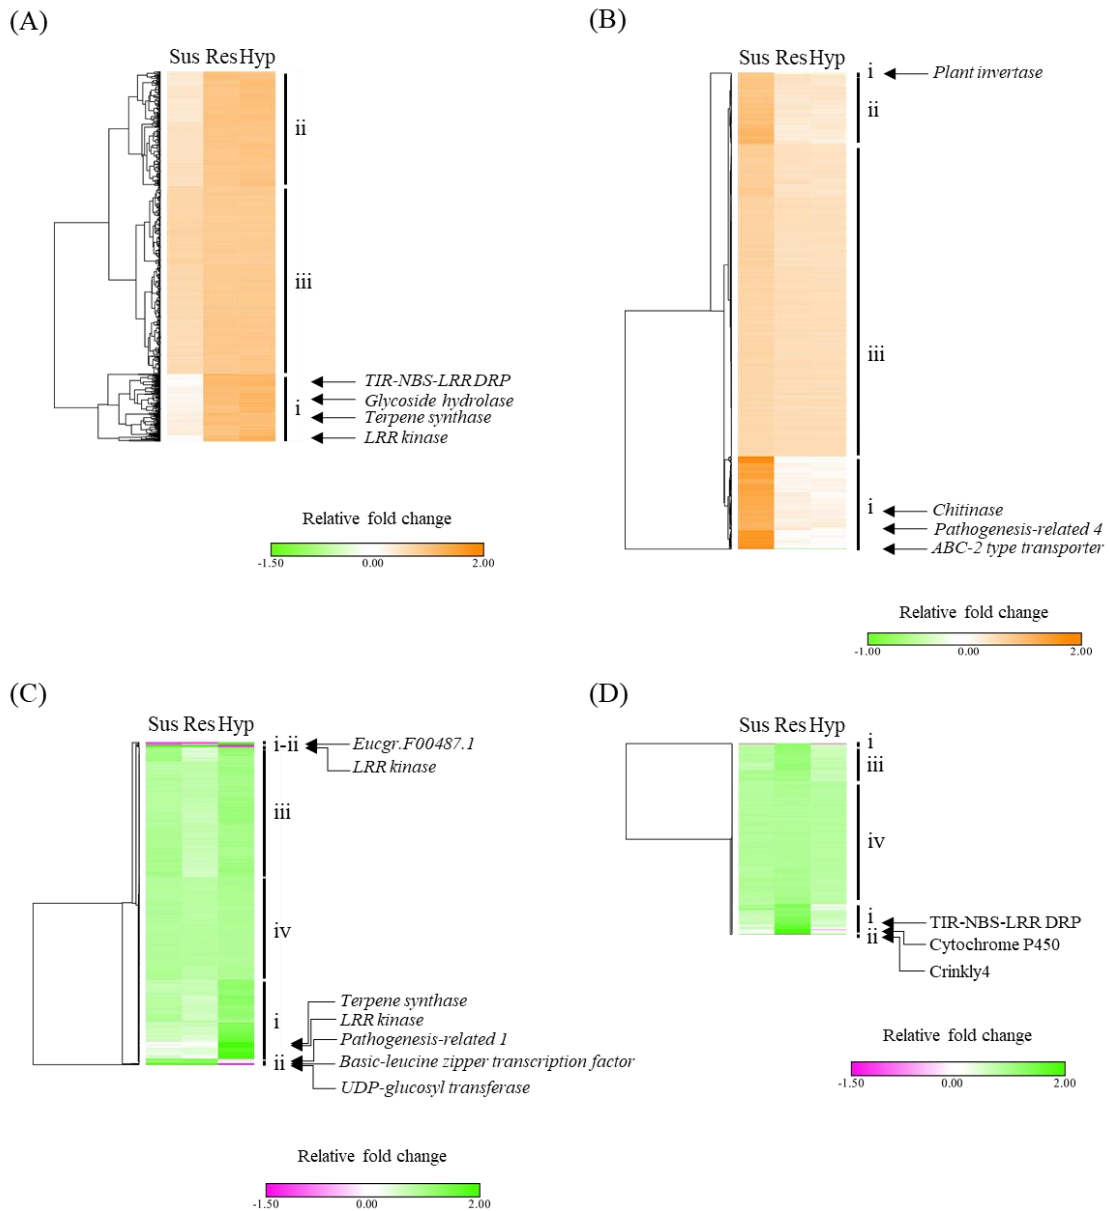 (A)
Sus Res Hyp
ii
iii
i
TIR-NBS-LRR DRP
Glycoside hydrolase
Terpene synthase
LRR kinase
Relative fold change
-1.50 0.00 2.00
(B)
Sus Res Hyp
i
Plant invertase
ii
iii
i
Chitinase
Pathogenesis-related 4
ABC-2 type transporter
Relative fold change
-1.00 0.00 2.00
(C)
Sus Res Hyp
i-ii
Eucgr.F00487.1
LRR kinase
iii
iv
i
Terpene synthase
LRR kinase
Pathogenesis-related 1
ii
Basic-leucine zipper transcription factor
UDP-glucosyl transferase
Relative fold change
-1.50 0.00 2.00
(D)
Sus Res Hyp
i
iii
iv
i
TIR-NBS-LRR DRP
ii
Cytochrome P450
Crinkly4
Relative fold change
-1.50 0.00 2.00